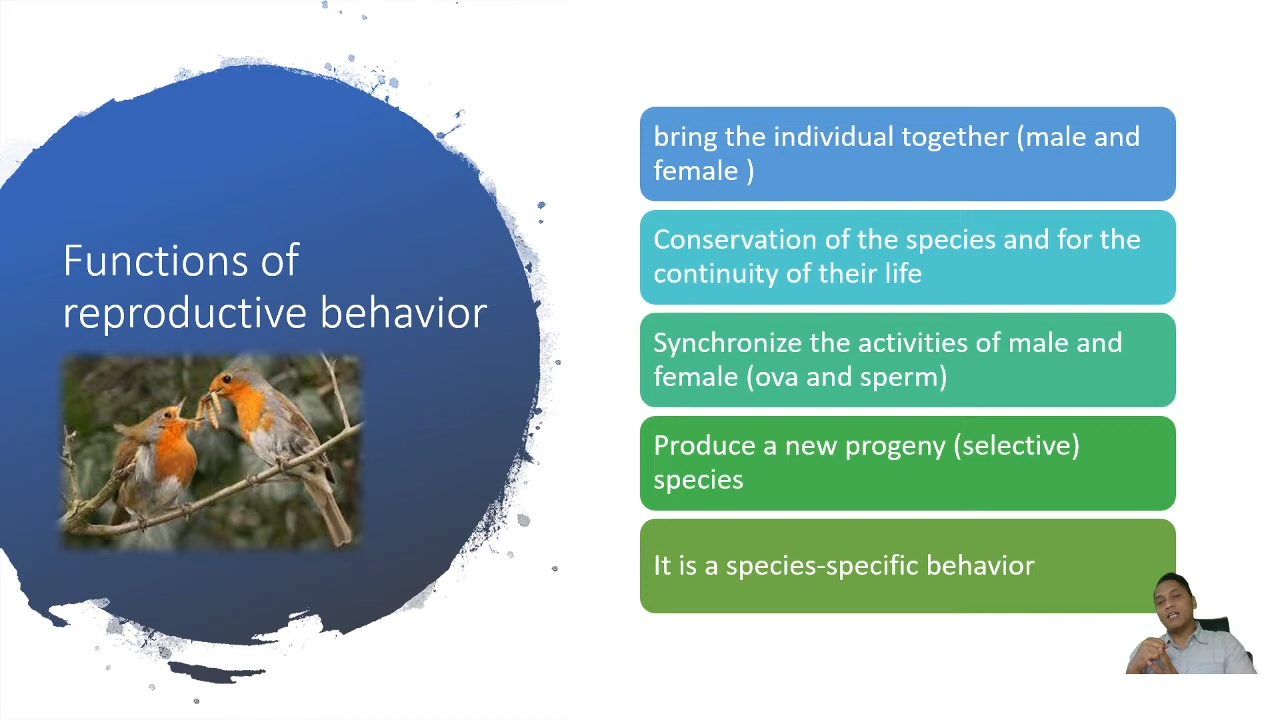 Functions of
reproductive behavior
bring the individual together (male and
female )
Conservation of the species and for the
continuity of their life
Synchronize the activities of male and
female (ova and sperm)
Produce a new progeny (selective)
species
It is a species-specific behavior